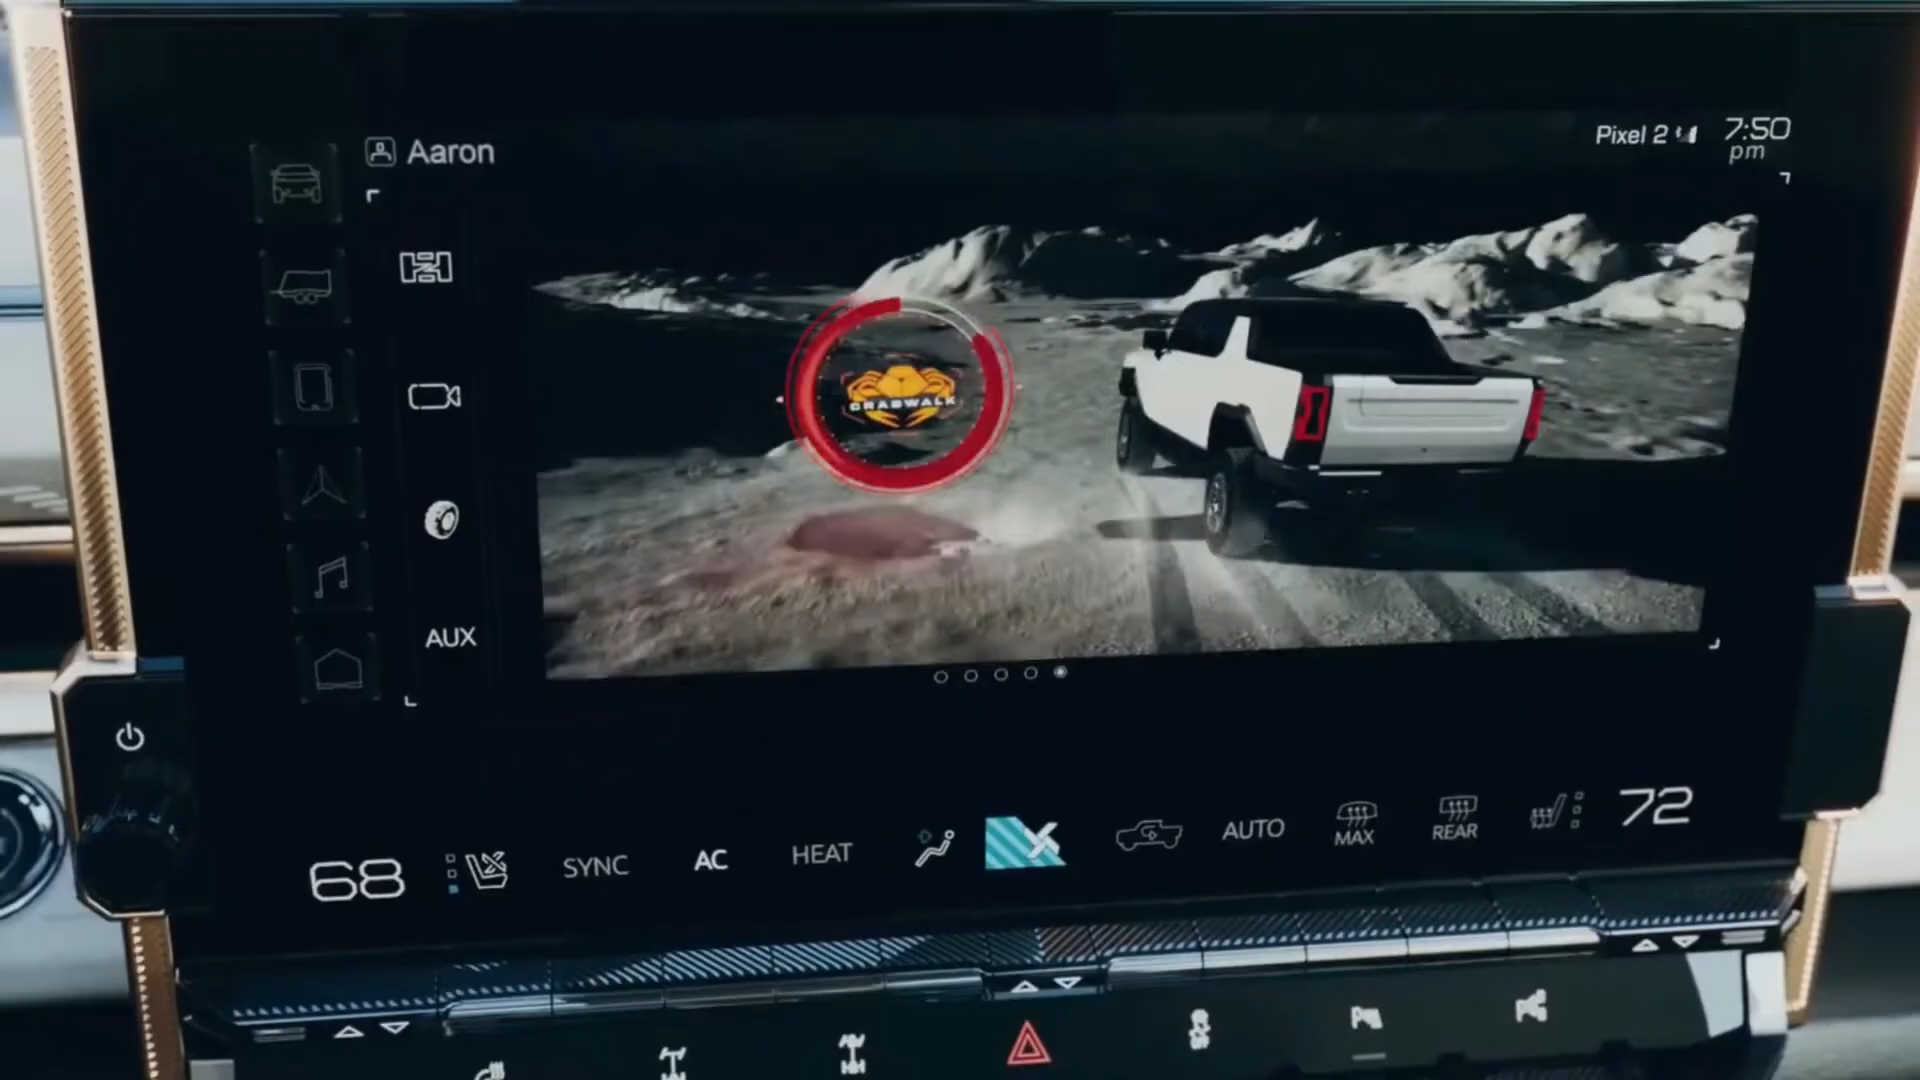 Aaron
Pixel 2
7:50
pm
CRABWALK
AUX
68
SYNC
AC
HEAT
AUTO
MAX
REAR
72